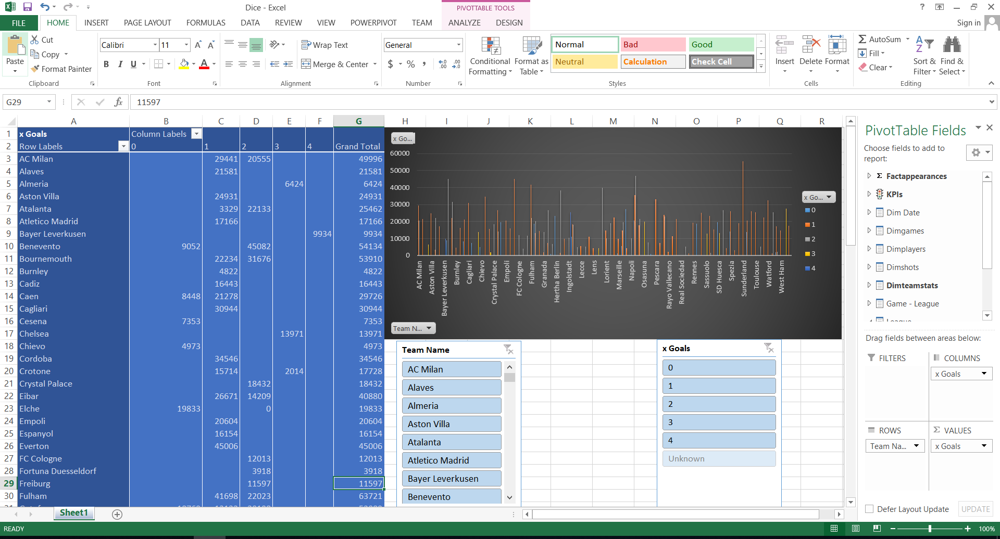 Dice - Excel
PIVOTTABLE TOOLS
?
FILE HOME INSERT PAGE LAYOUT FORMULAS DATA REVIEW VIEW POWERPIVOT TEAM ANALYZE DESIGN
Sign in
Paste
Cut
Copy
Format Painter
Clipboard
Calibri 11
B I U
Font
Wrap Text
Merge & Center
Alignment
General
$ % ,
Number
Conditional Formatting
Format as Table
Normal Bad Good
Neutral Calculation Check Cell
Styles
Insert Delete Format
Cells
AutoSum
Fill
Clear
Sort & Filter
Find & Select
Editing
G29 fx 11597
A B C D E F G H I J K L M N O P Q R
1 x Goals Column Labels
2 Row Labels 0 1 2 3 4 Grand Total
3 AC Milan 29441 20555 49996
4 Alaves 21581 21581
5 Almeria 6424 6424
6 Aston Villa 24931 24931
7 Atalanta 3329 22133 25462
8 Atletico Madrid 17166 17166
9 Bayer Leverkusen 9934 9934
10 Benevento 9052 45082 54134
11 Bournemouth 22234 31676 53910
12 Burnley 4822 4822
13 Cadiz 16443 16443
14 Caen 8448 21278 29726
15 Cagliari 30944 30944
16 Cesena 7353 7353
17 Chelsea 13971 13971
18 Chievo 4973 4973
19 Cordoba 34546 34546
20 Crotone 15714 2014 17728
21 Crystal Palace 18432 18432
22 Eibar 26671 14209 40880
23 Elche 19833 0 19833
24 Empoli 20604 20604
25 Espanyol 16154 16154
26 Everton 45006 45006
27 FC Cologne 12013 12013
28 Fortuna Duesseldorf 3918 3918
29 Freiburg 11597 11597
30 Fulham 41698 22023 63721
x Go...
60000
50000
40000
30000
20000
10000
0
AC Milan
Aston Villa
Bayer Leverkusen
Burnley
Cagliari
Chievo
Crystal Palace
Empoli
FC Cologne
Fulham
Granada
Hertha Berlin
Ingolstadt
Lecce
Lens
Lorient
Marseille
Napoli
Osasuna
Pescara
Rayo Vallecano
Real Sociedad
Rennes
Sassuolo
SD Huesca
Spezia
Sunderland
Toulouse
Watford
West Ham
x Go...
0
1
2
3
4
Team N...
Team Name
AC Milan
Alaves
Almeria
Aston Villa
Atalanta
Atletico Madrid
Bayer Leverkusen
Benevento
x Goals
0
1
2
3
4
Unknown
PivotTable Fields
Choose fields to add to
report:
Σ Factappearances
KPIs
Dim Date
Dimgames
Dimplayers
Dimshots
Dimteamstats
Game - League
Drag fields between areas below:
FILTERS
COLUMNS
x Goals
ROWS
Team Na...
Σ VALUES
x Goals
Defer Layout Update UPDATE
Sheet1
READY
100%